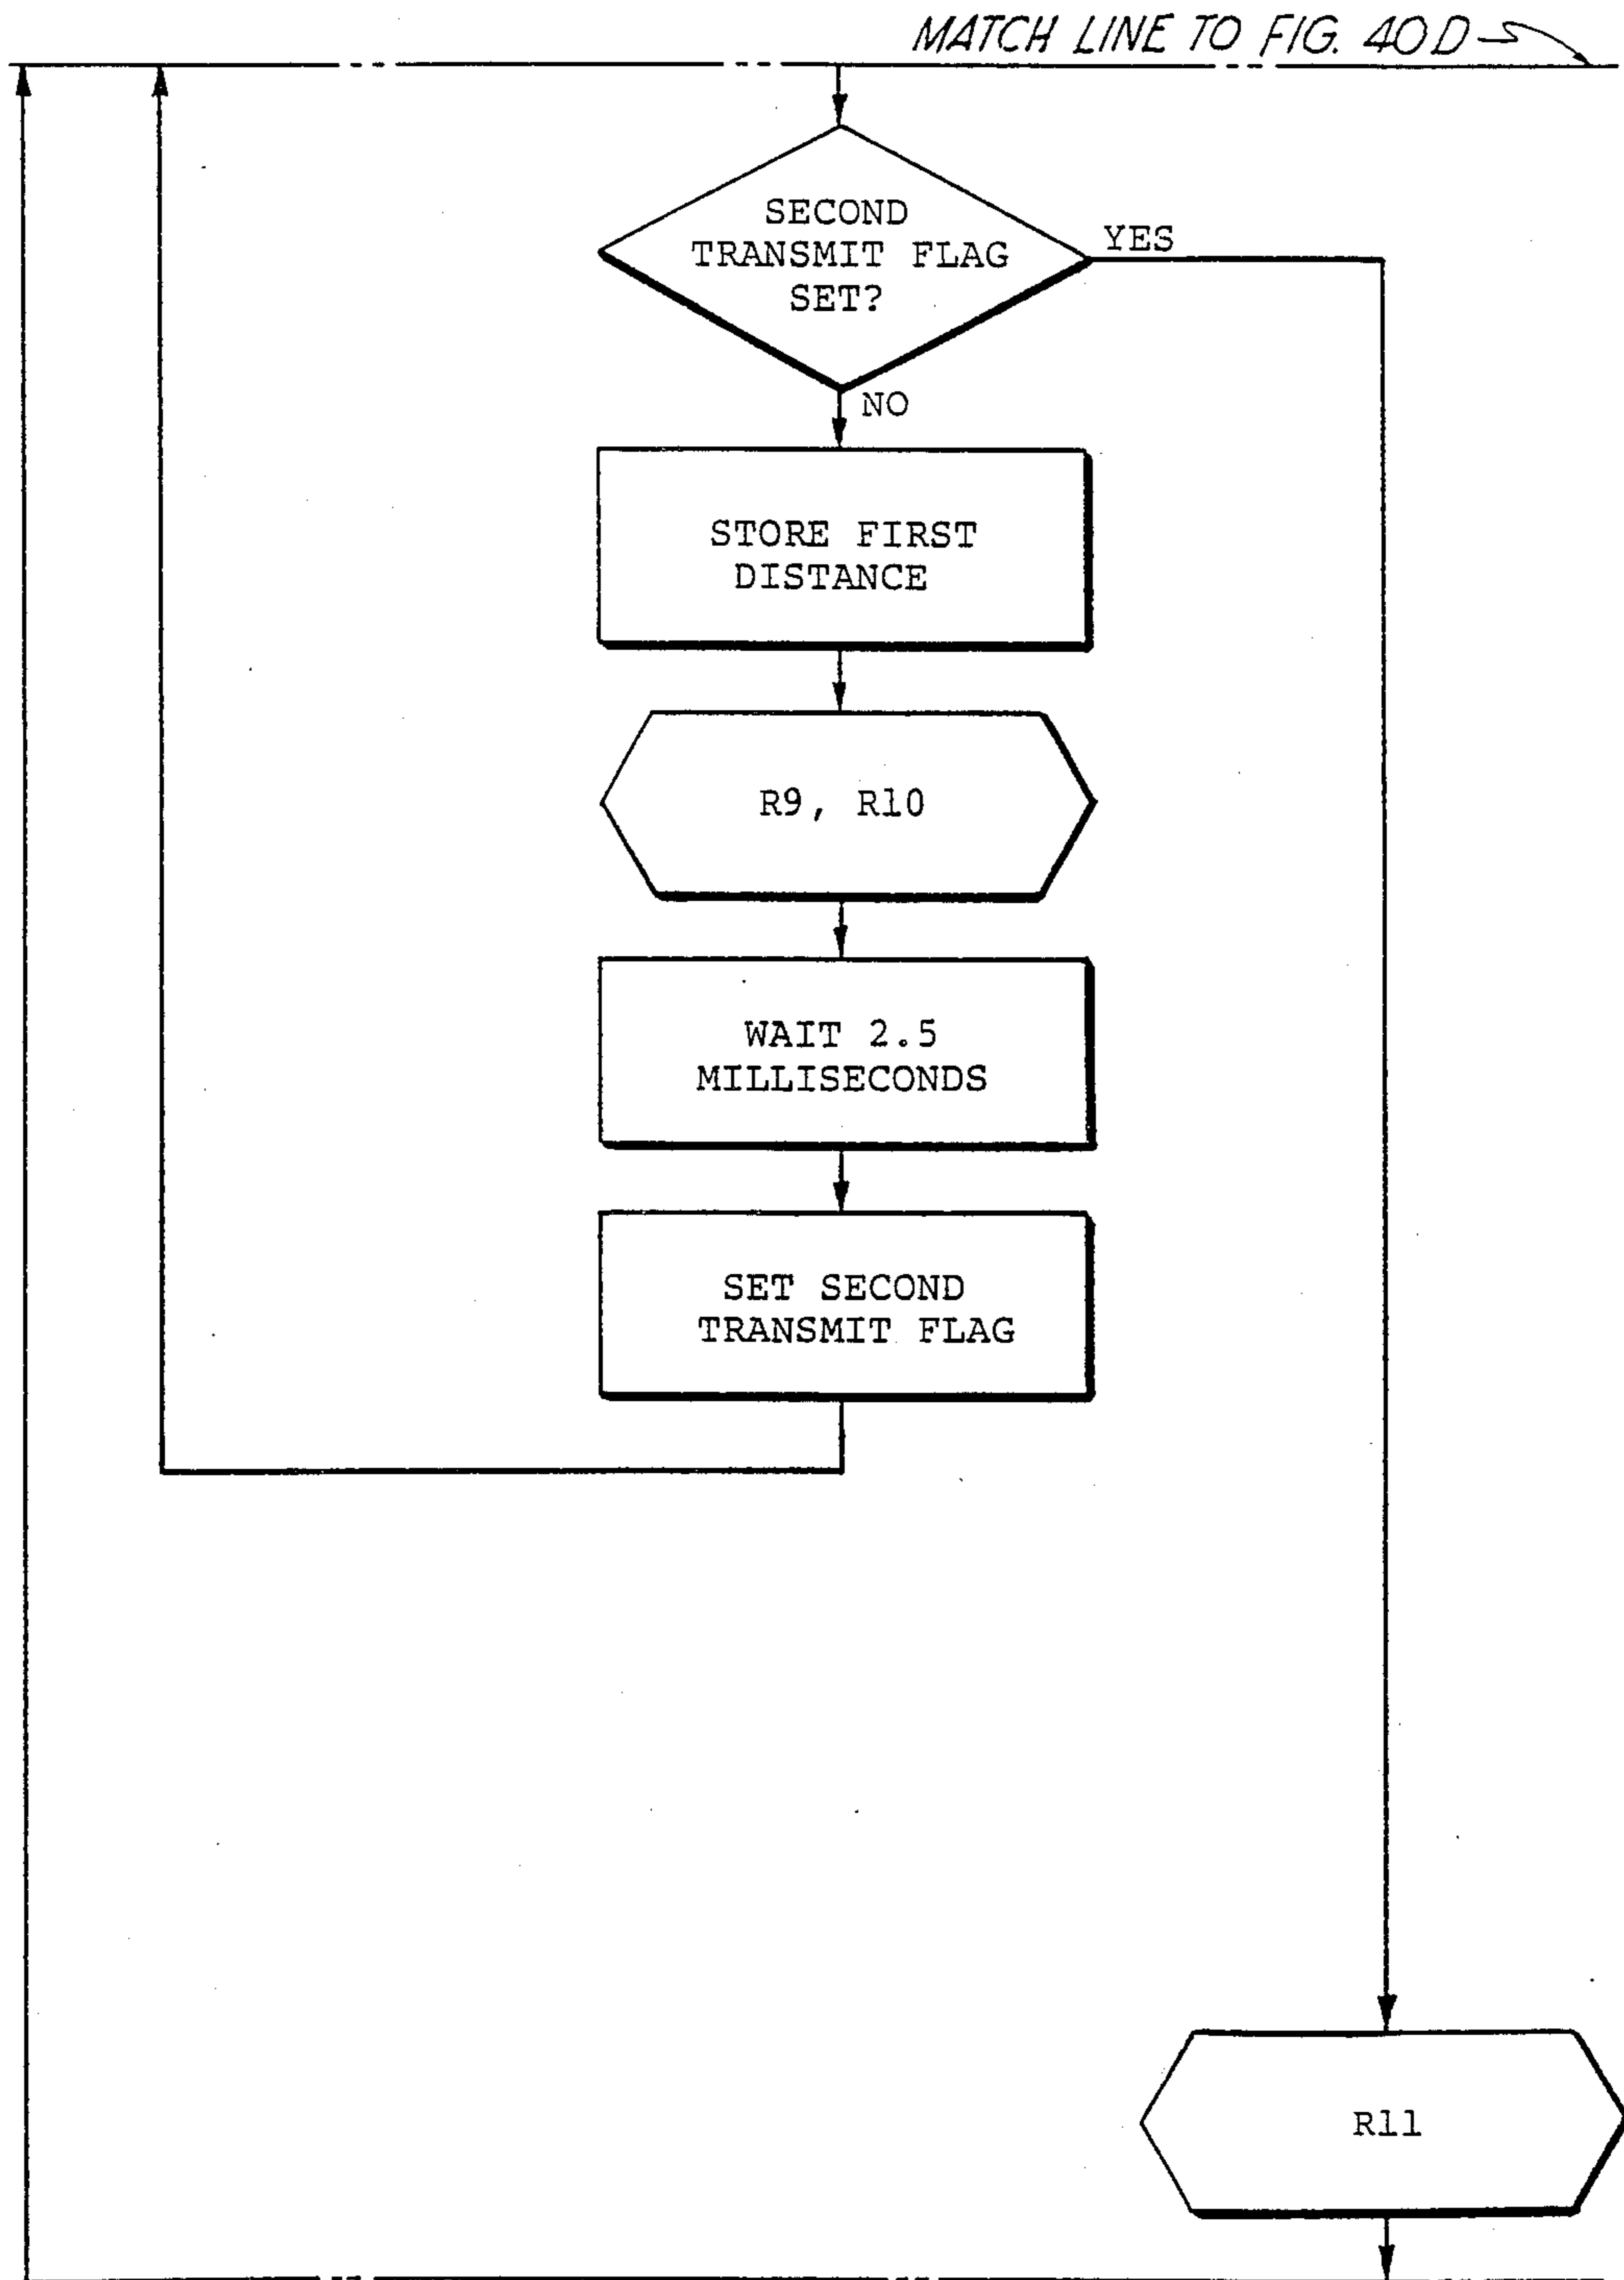 MATCH LINE TO FIG. 40D
SECOND
TRANSMIT FLAG
SET?
YES
NO
STORE FIRST
DISTANCE
R9, R10
WAIT 2.5
MILLISECONDS
SET SECOND
TRANSMIT FLAG
R11